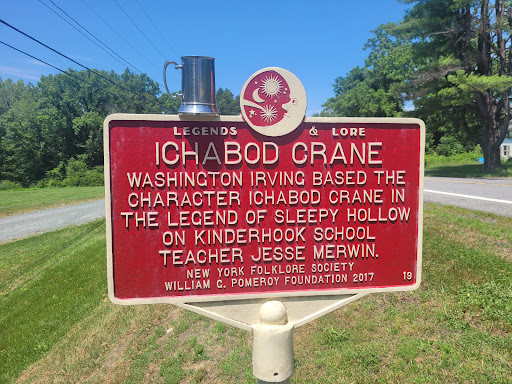 LEGENDS & LORE
ICHABOD CRANE
WASHINGTON IRVING BASED THE
CHARACTER ICHABOD CRANE IN
THE LEGEND OF SLEEPY HOLLOW
ON KINDERHOOK SCHOOL
TEACHER JESSE MERWIN.
NEW YORK FOLKLORE SOCIETY
WILLIAM G. POMEROY FOUNDATION 2017 19